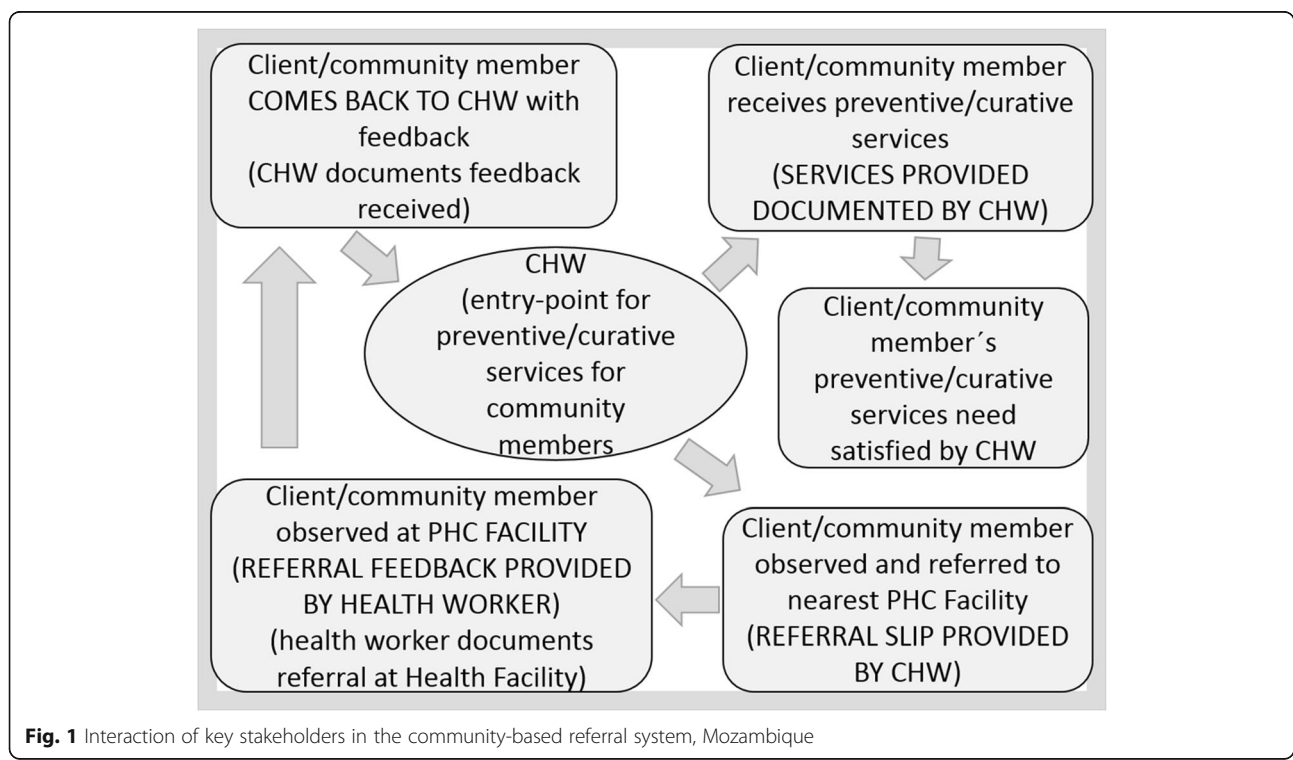 Client/community member
COMES BACK TO CHW with
feedback
(CHW documents feedback
received)
Client/community member
receives preventive/curative
services
(SERVICES PROVIDED
DOCUMENTED BY CHW)
CHW
(entry-point for
preventive/curative
services for
community
members
Client/community
member´s
preventive/curative
services need
satisfied by CHW
Client/community member
observed at PHC FACILITY
(REFERRAL FEEDBACK PROVIDED
BY HEALTH WORKER)
(health worker documents
referral at Health Facility)
Client/community member
observed and referred to
nearest PHC Facility
(REFERRAL SLIP PROVIDED
BY CHW)
Fig. 1 Interaction of key stakeholders in the community-based referral system, Mozambique